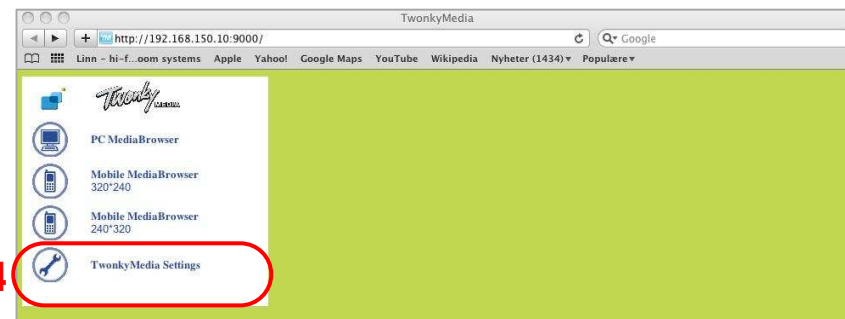 TwonkyMedia
http://192.168.150.10:9000/
Google
Linn – hi-f...oom systems Apple Yahoo! Google Maps YouTube Wikipedia Nyheter (1434) Populære
Twonky MEDIA
PC MediaBrowser
Mobile MediaBrowser
320*240
Mobile MediaBrowser
240*320
4 TwonkyMedia Settings